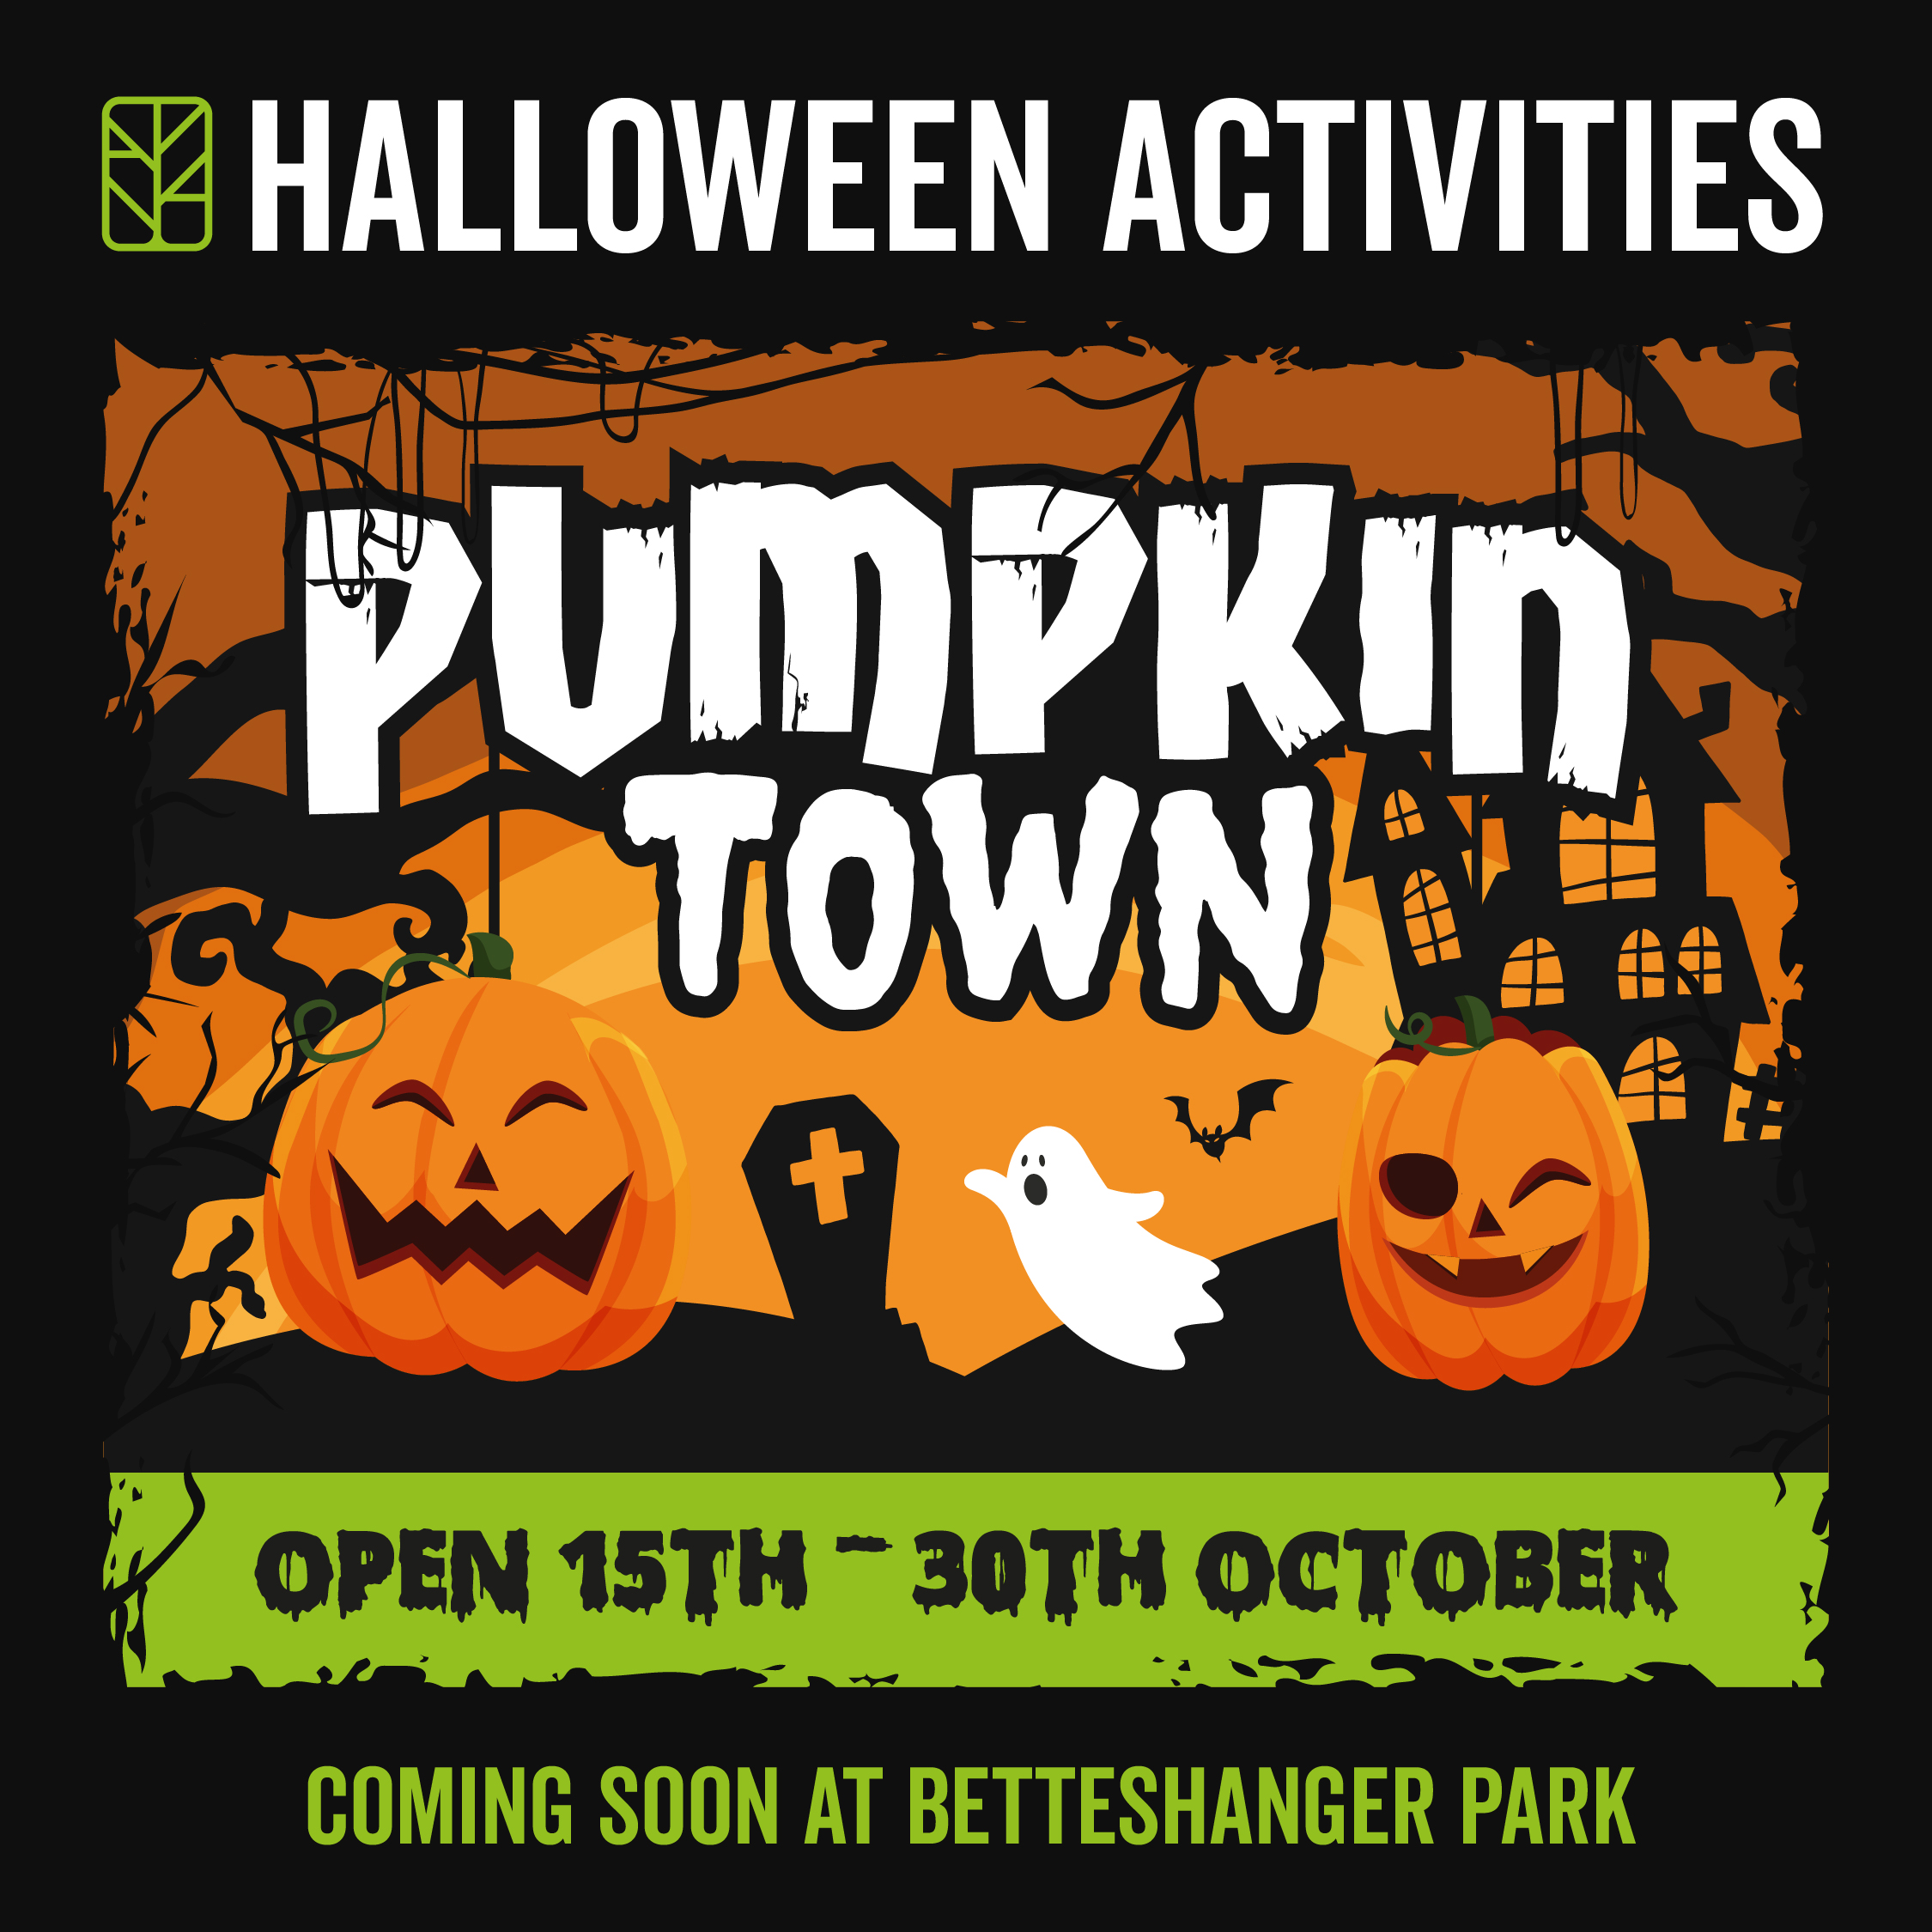 HALLOWEEN ACTIVITIES
PUMPKIN
TOWN
OPEN 15TH - 30TH OCTOBER
COMING SOON AT BETTESHANGER PARK